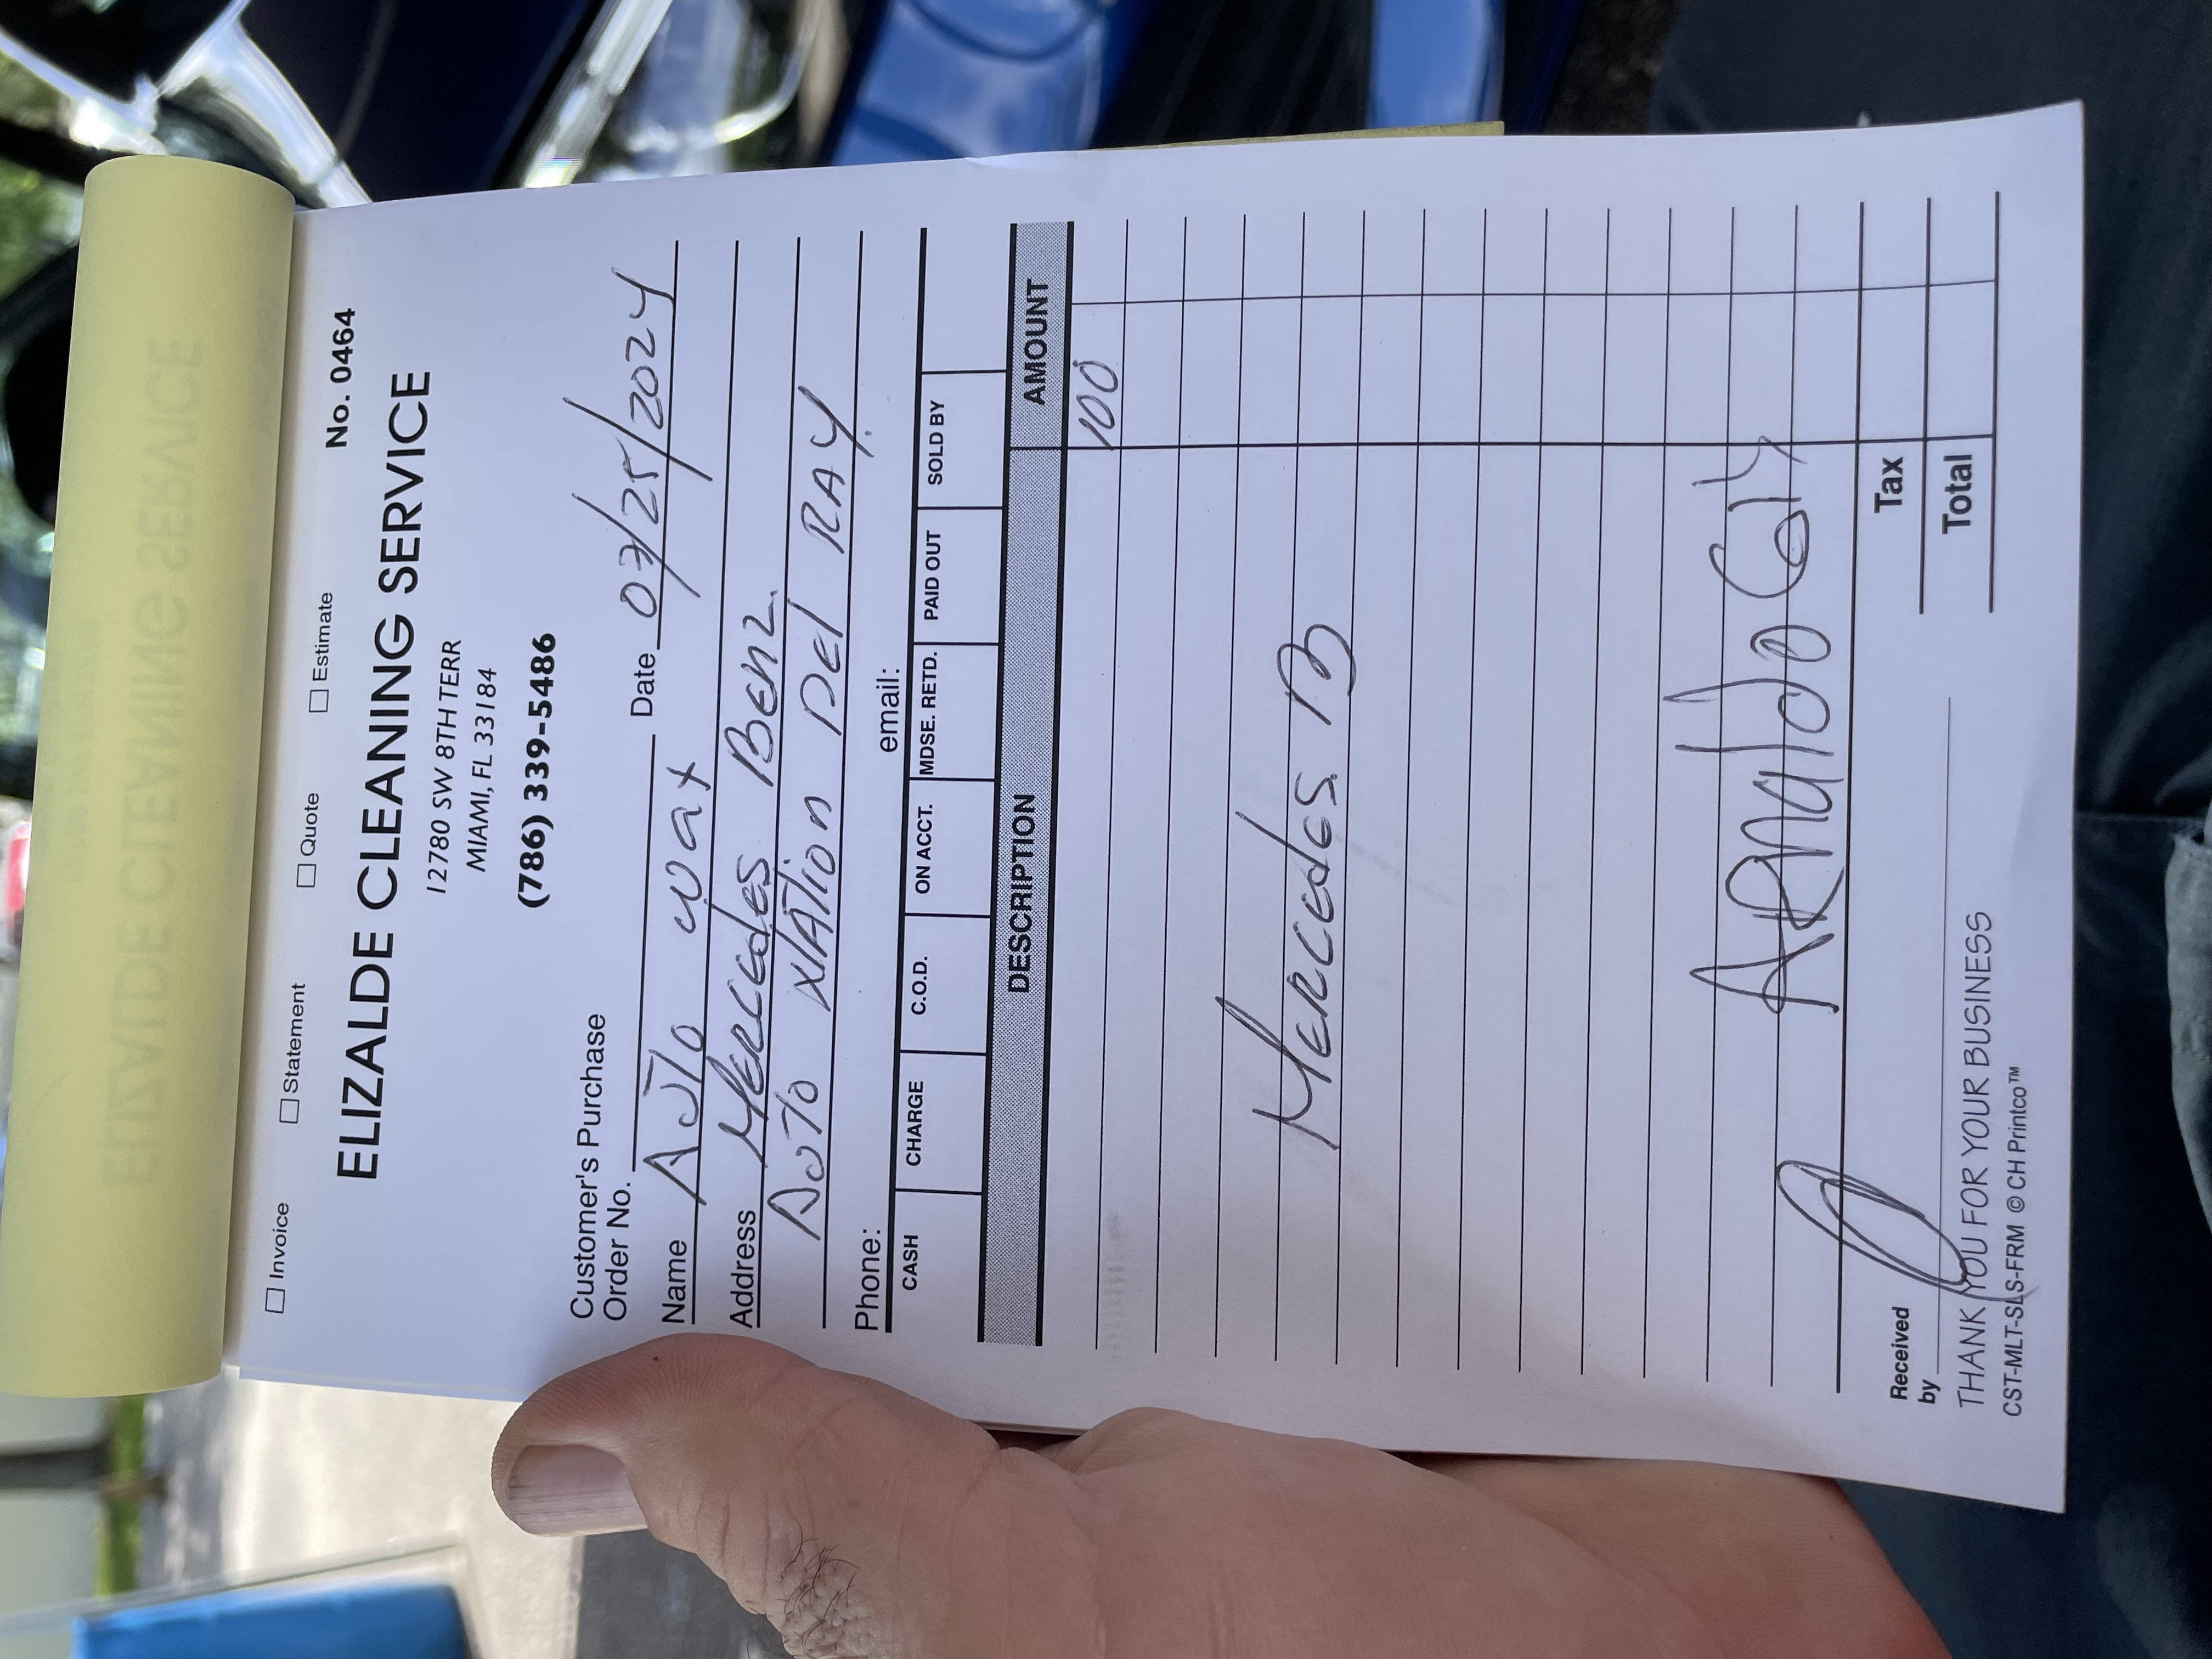 ☐ Invoice ☐ Statement ☐ Quote ☐ Estimate
No. 0464
ELIZALDE CLEANING SERVICE
12780 SW 8TH TERR
MIAMI, FL 33184
(786) 339-5486
Customer's Purchase
Order No. Date 07/25/2024
Name AUTO wax
Address MERCEdES BENZ
AUTO NATION DEl RAY
Phone: email:
CASH CHARGE C.O.D. ON ACCT. MDSE. RETD. PAID OUT SOLD BY
DESCRIPTION AMOUNT
100
MERCEdES B
ARNAldo
Tax
Total
Received
by
THANK YOU FOR YOUR BUSINESS
CST-MLT-SLS-FRM © CH Printco™